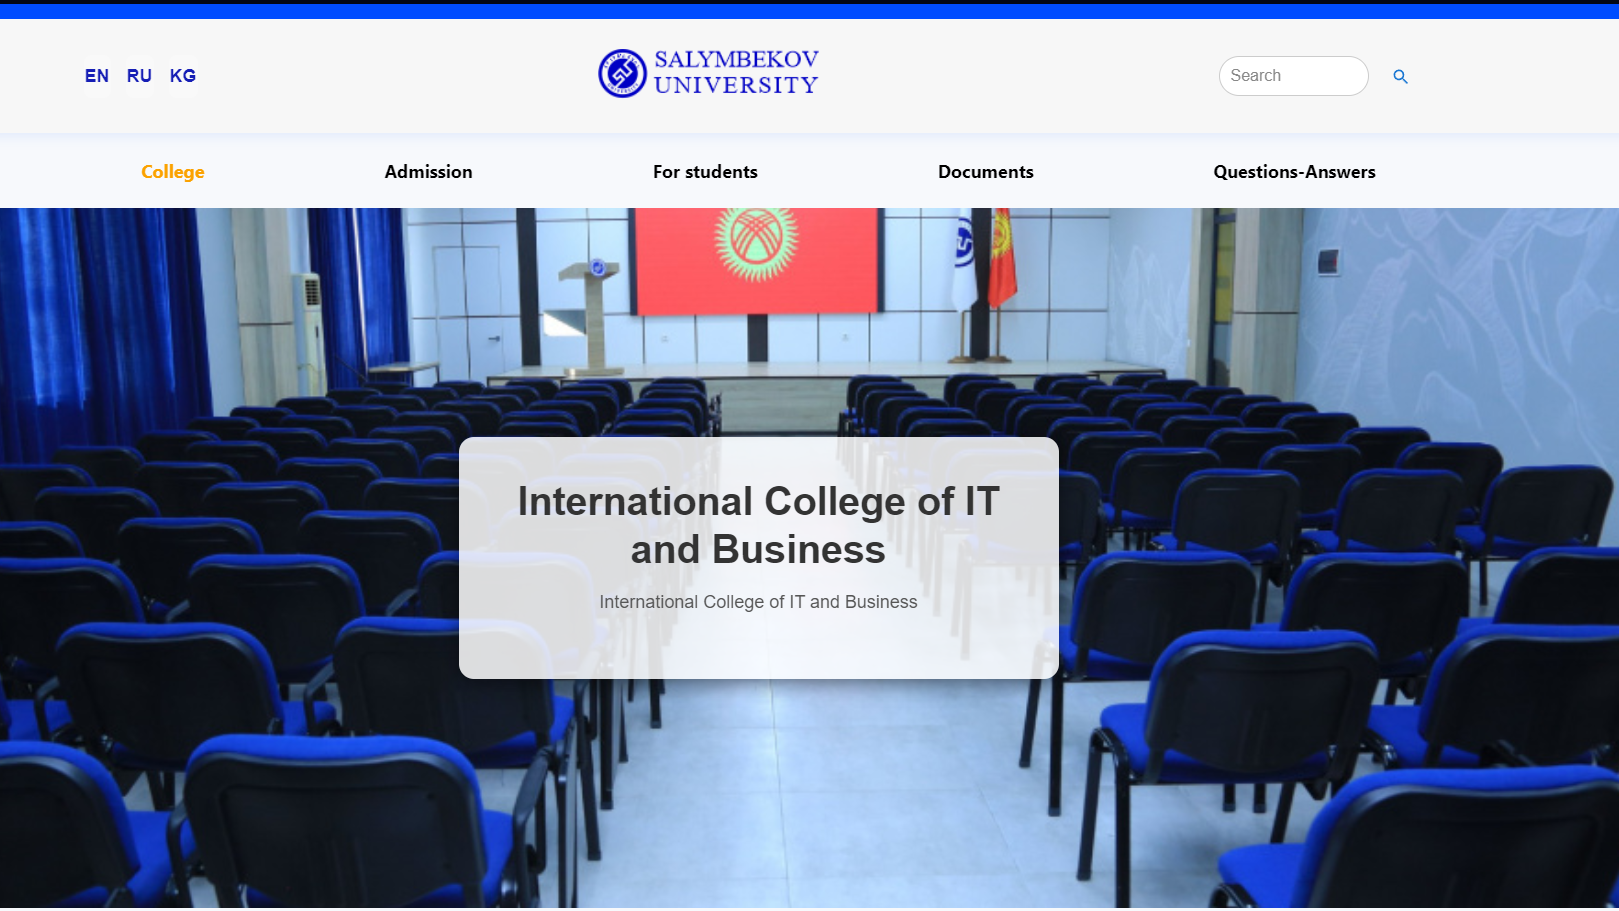 EN RU KG
SALYMBEKOV
UNIVERSITY
Search
College Admission For students Documents Questions-Answers
International College of IT
and Business
International College of IT and Business